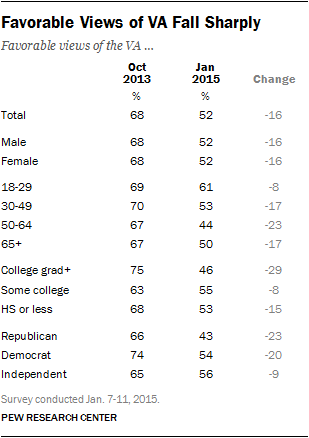 Favorable Views of VA Fall Sharply
Favorable views of the VA ...
Oct 2013 Jan 2015 Change
% %
Total 68 52 -16
Male 68 52 -16
Female 68 52 -16
18-29 69 61 -8
30-49 70 53 -17
50-64 67 44 -23
65+ 67 50 -17
College grad+ 75 46 -29
Some college 63 55 -8
HS or less 68 53 -15
Republican 66 43 -23
Democrat 74 54 -20
Independent 65 56 -9
Survey conducted Jan. 7-11, 2015.
PEW RESEARCH CENTER